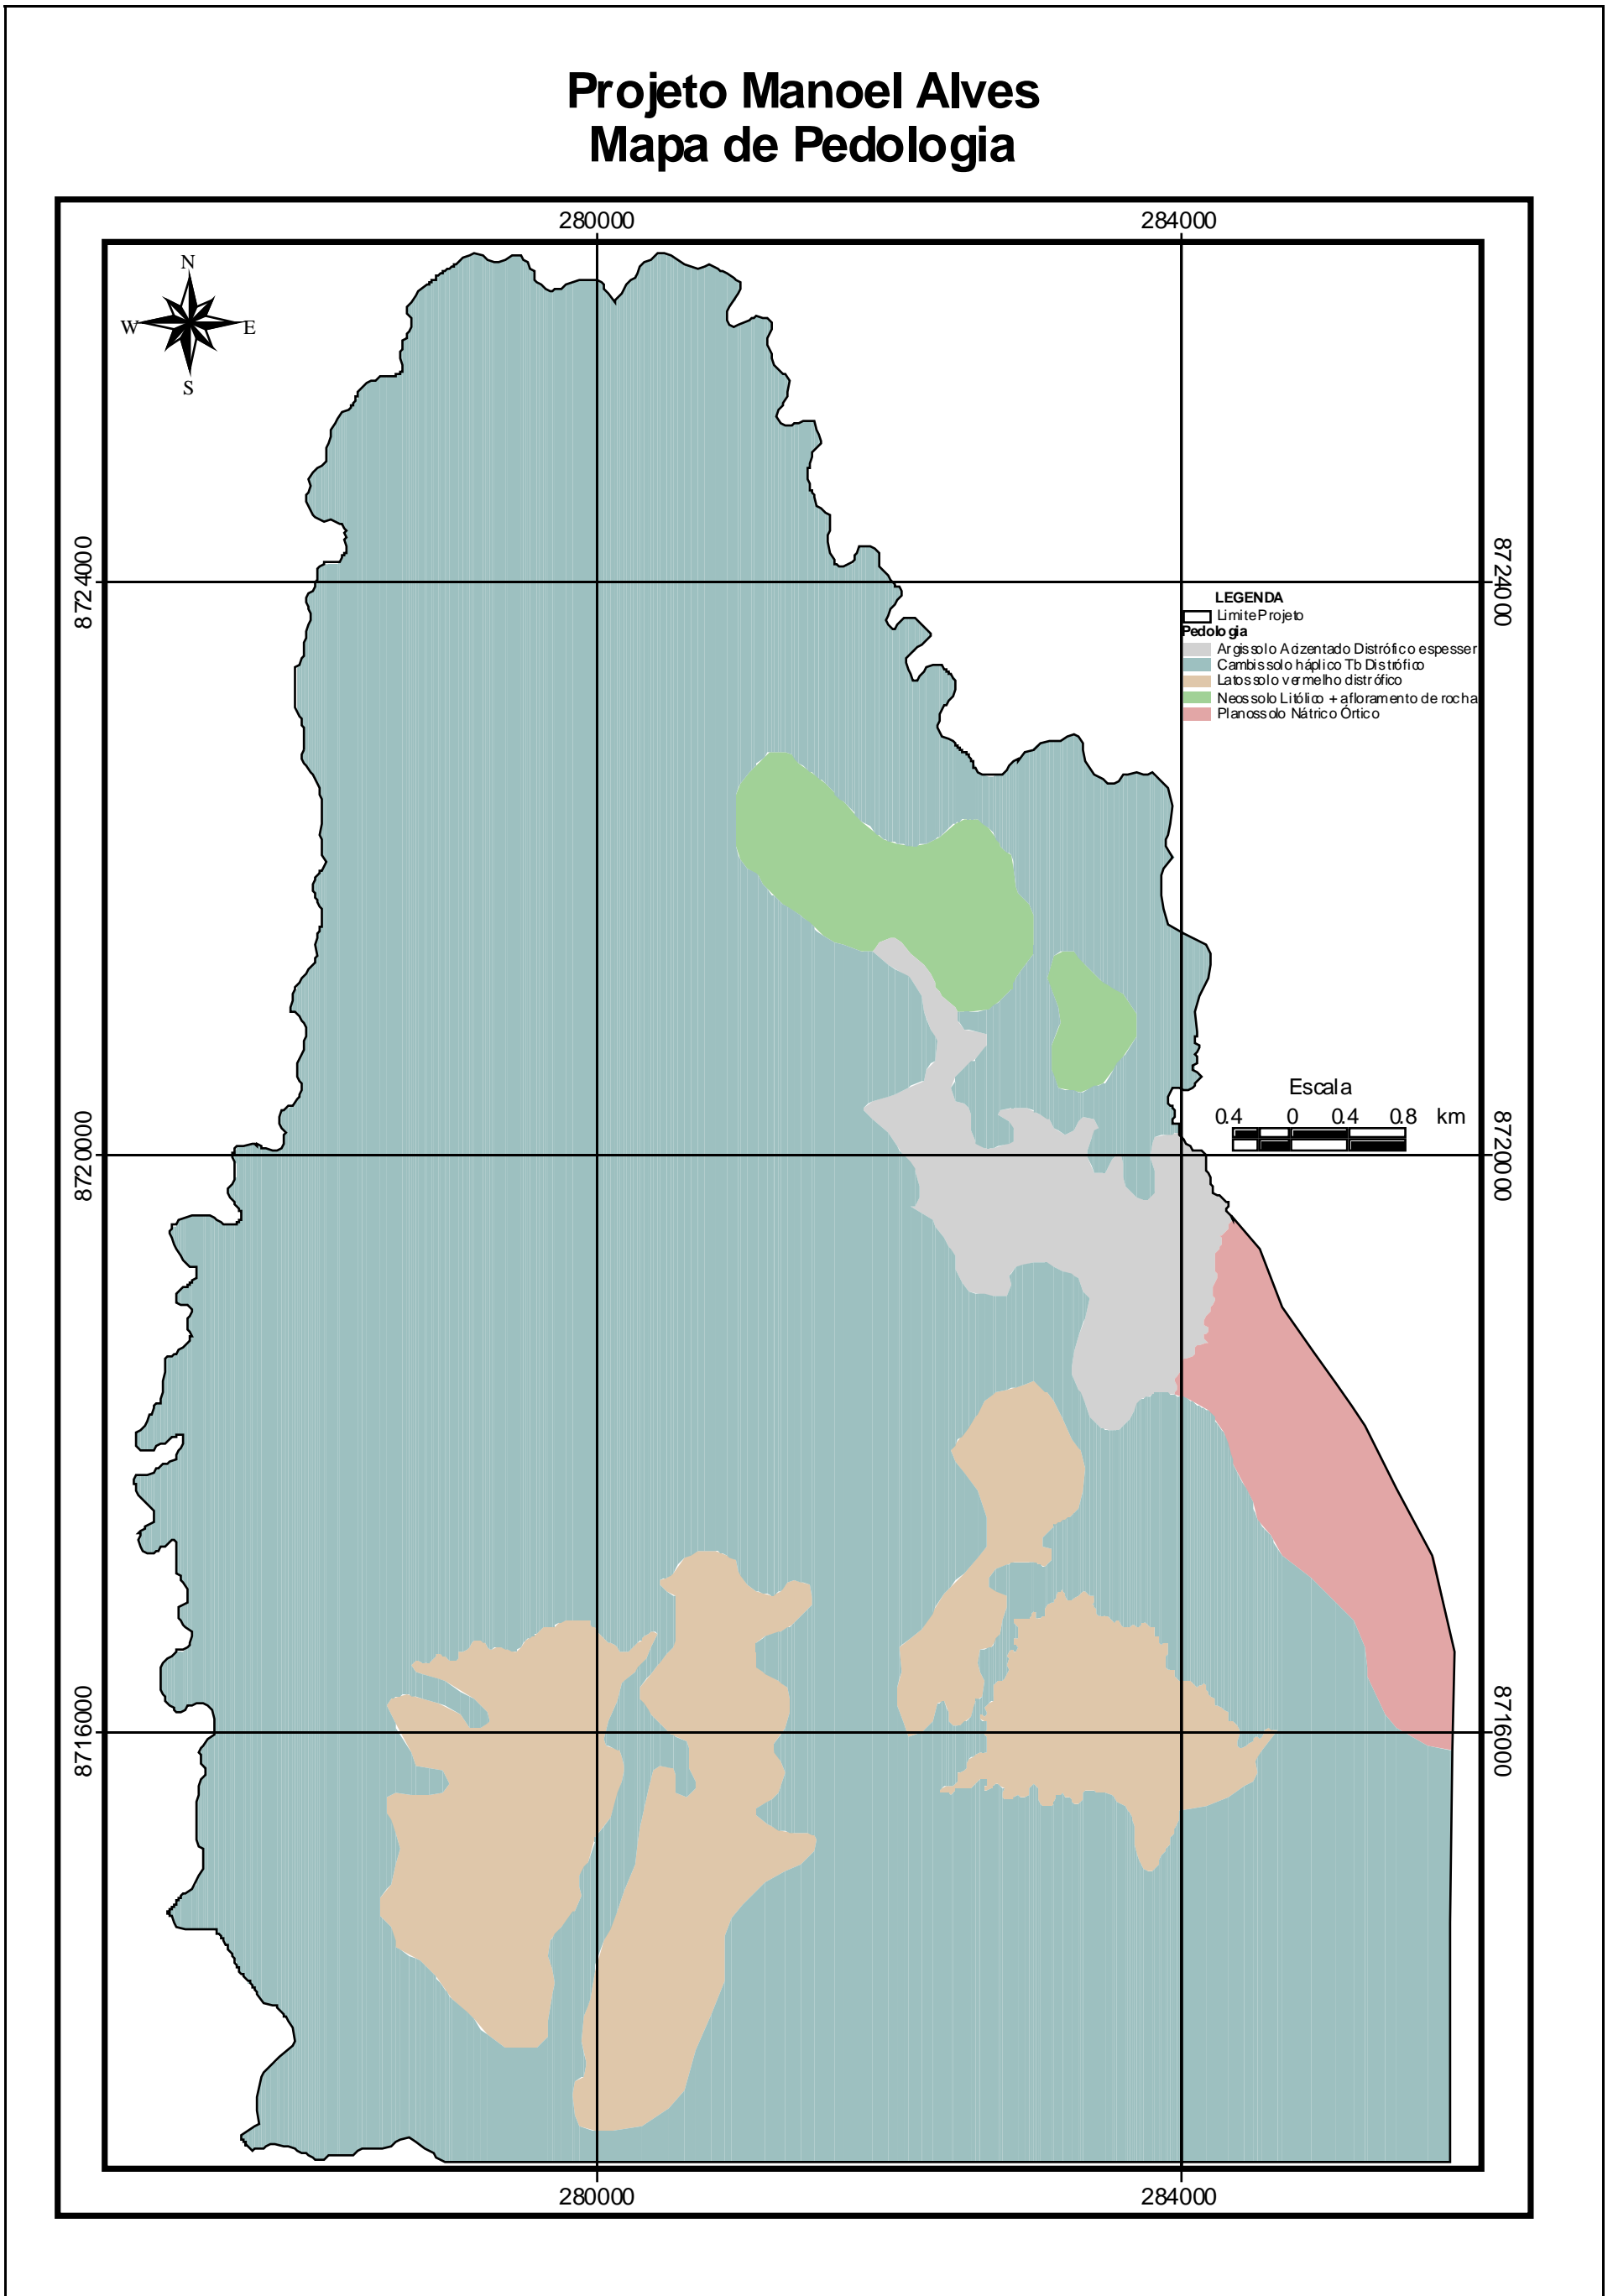 Projeto Manoel Alves
Mapa de Pedologia
280000
284000
N
W
E
S
8724000
8724000
LEGENDA
Limite Projeto
Pedologia
Argissolo Acizentado Distrófico espesser
Cambissolo háplico Tb Distrófico
Latossolo vermelho distrófico
Neossolo Litólico + afloramento de rocha
Planossolo Nátrico Órtico
Escala
0.4 0 0.4 0.8 km
8720000
8720000
8716000
8716000
280000
284000